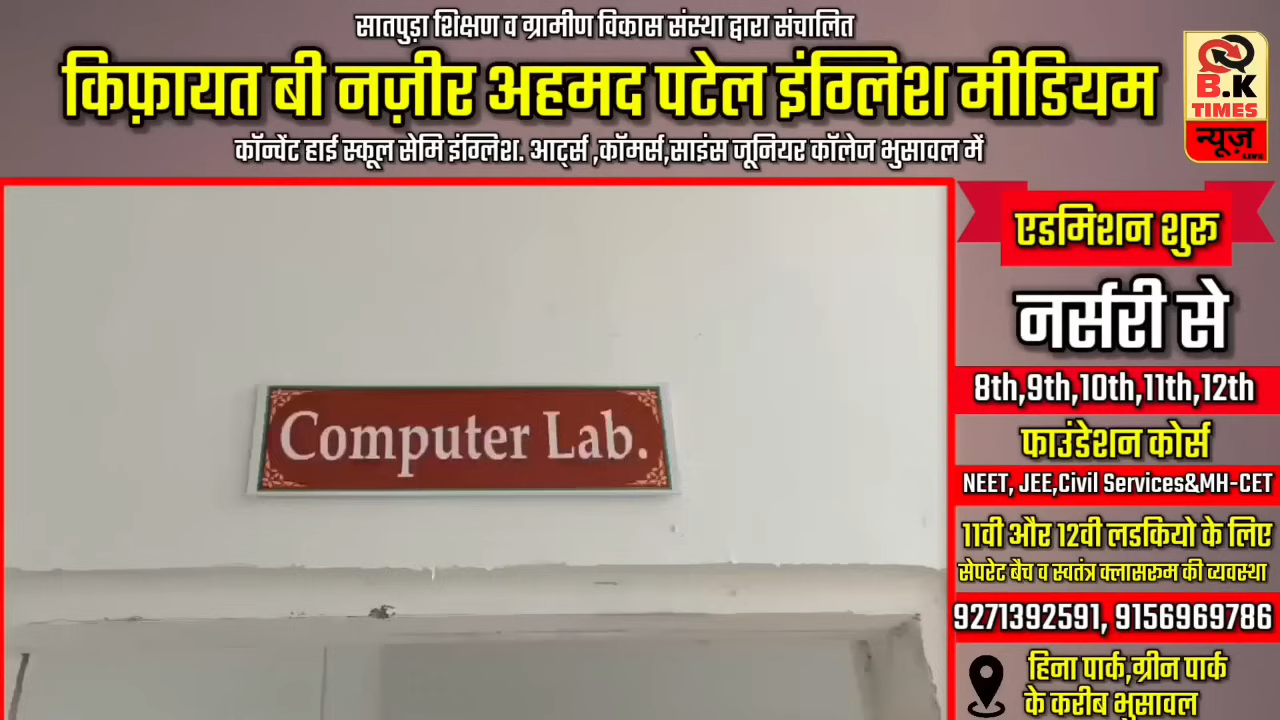 सातपुड़ा शिक्षण व ग्रामीण विकास संस्था द्वारा संचालित
किफ़ायत बी नज़ीर अहमद पटेल इंग्लिश मीडियम
कॉन्वेंट हाई स्कूल सेमि इंग्लिश. आर्ट्स ,कॉमर्स,साइंस जूनियर कॉलेज भुसावल में
B.K
TIMES
न्यूज़
LIVE
Computer Lab.
एडमिशन शुरू
नर्सरी से
8th,9th,10th,11th,12th
फाउंडेशन कोर्स
NEET, JEE,Civil Services&MH-CET
11वी और 12वी लडकियो के लिए
सेपरेट बैच व स्वतंत्र क्लासरूम की व्यवस्था
9271392591, 9156969786
हिना पार्क,ग्रीन पार्क
के करीब भुसावल